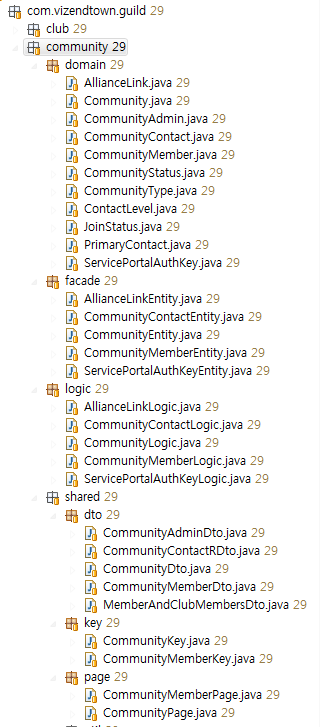 com.vizendtown.guild 29
club 29
community 29
domain 29
AllianceLink.java 29
Community.java 29
CommunityAdmin.java 29
CommunityContact.java 29
CommunityMember.java 29
CommunityStatus.java 29
CommunityType.java 29
ContactLevel.java 29
JoinStatus.java 29
PrimaryContact.java 29
ServicePortalAuthKey.java 29
facade 29
AllianceLinkEntity.java 29
CommunityContactEntity.java 29
CommunityEntity.java 29
CommunityMemberEntity.java 29
ServicePortalAuthKeyEntity.java 29
logic 29
AllianceLinkLogic.java 29
CommunityContactLogic.java 29
CommunityLogic.java 29
CommunityMemberLogic.java 29
ServicePortalAuthKeyLogic.java 29
shared 29
dto 29
CommunityAdminDto.java 29
CommunityContactRDto.java 29
CommunityDto.java 29
CommunityMemberDto.java 29
MemberAndClubMembersDto.java 29
key 29
CommunityKey.java 29
CommunityMemberKey.java 29
page 29
CommunityMemberPage.java 29
CommunityPage.java 29